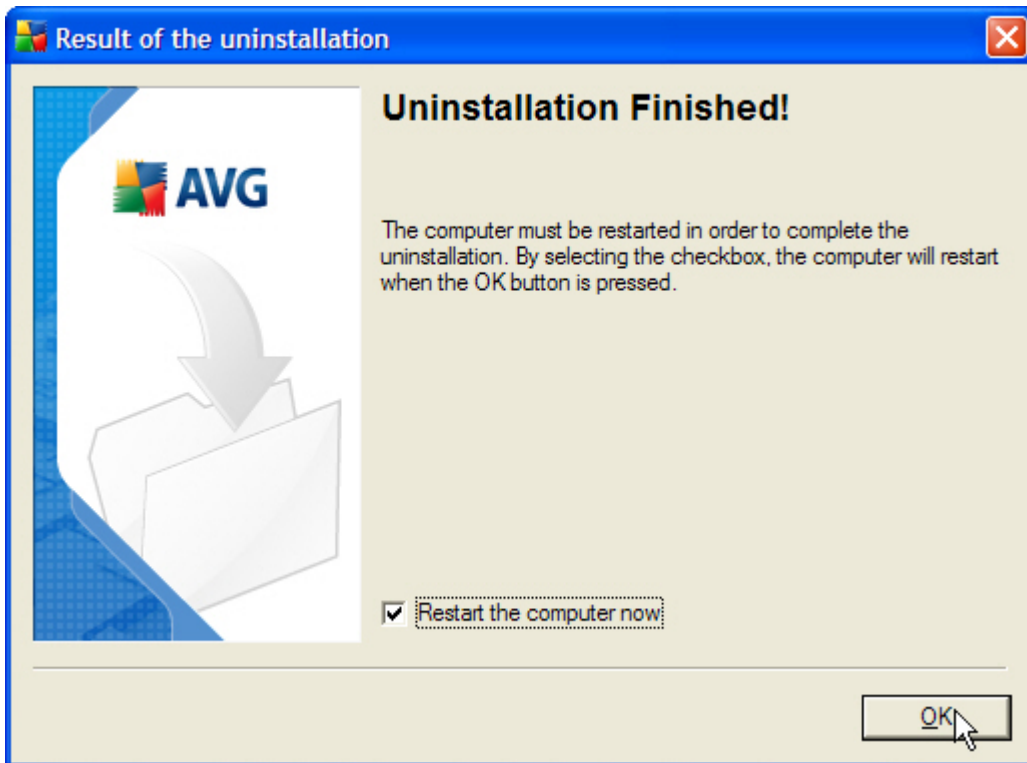 Result of the uninstallation
Uninstallation Finished!
AVG
The computer must be restarted in order to complete the
uninstallation. By selecting the checkbox, the computer will restart
when the OK button is pressed.
Restart the computer now
OK